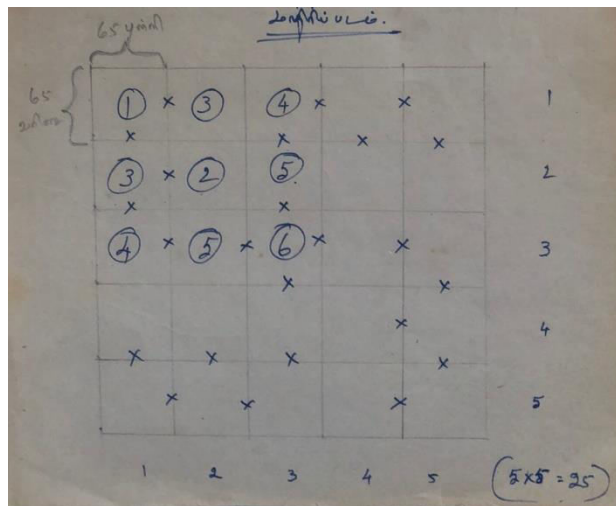 65 புள்ளி
65
① × ③ ④ × × 1
× × × ×
③ × ② ⑤ 2
× ×
④ × ⑤ × ⑥ × × 3
× ×
× 4
× × × ×
× × × 5
1 2 3 4 5 (5×5=25)